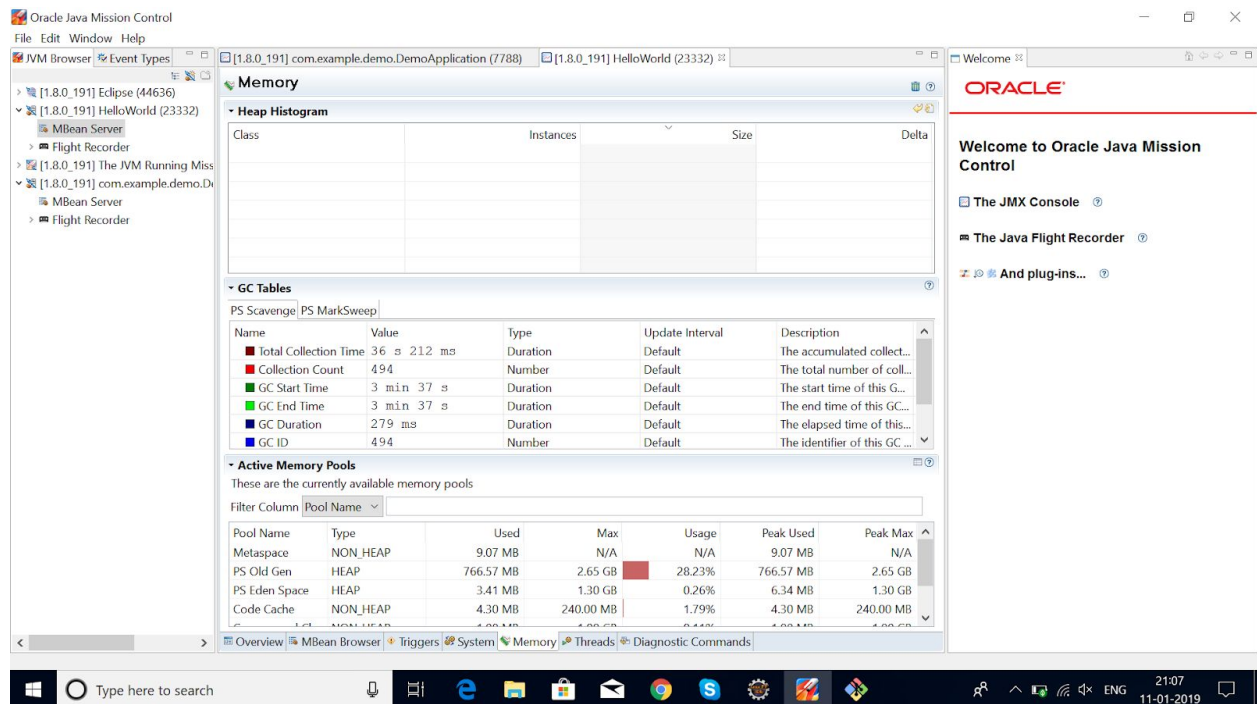 Oracle Java Mission Control
File Edit Window Help
JVM Browser Event Types
[1.8.0_191] Eclipse (44636)
[1.8.0_191] HelloWorld (23332)
MBean Server
Flight Recorder
[1.8.0_191] The JVM Running Miss
[1.8.0_191] com.example.demo.De
MBean Server
Flight Recorder
[1.8.0_191] com.example.demo.DemoApplication (7788) [1.8.0_191] HelloWorld (23332)
Memory
Heap Histogram
Class Instances Size Delta
GC Tables
PS Scavenge PS MarkSweep
Name Value Type Update Interval Description
Total Collection Time 36 s 212 ms Duration Default The accumulated collect...
Collection Count 494 Number Default The total number of coll...
GC Start Time 3 min 37 s Duration Default The start time of this G...
GC End Time 3 min 37 s Duration Default The end time of this GC...
GC Duration 279 ms Duration Default The elapsed time of this...
GC ID 494 Number Default The identifier of this GC ...
Active Memory Pools
These are the currently available memory pools
Filter Column Pool Name
Pool Name Type Used Max Usage Peak Used Peak Max
Metaspace NON_HEAP 9.07 MB N/A N/A 9.07 MB N/A
PS Old Gen HEAP 766.57 MB 2.65 GB 28.23% 766.57 MB 2.65 GB
PS Eden Space HEAP 3.41 MB 1.30 GB 0.26% 6.34 MB 1.30 GB
Code Cache NON_HEAP 4.30 MB 240.00 MB 1.79% 4.30 MB 240.00 MB
Overview MBean Browser Triggers System Memory Threads Diagnostic Commands
Welcome
ORACLE
Welcome to Oracle Java Mission
Control
The JMX Console
The Java Flight Recorder
And plug-ins...
Type here to search
ENG
21:07
11-01-2019